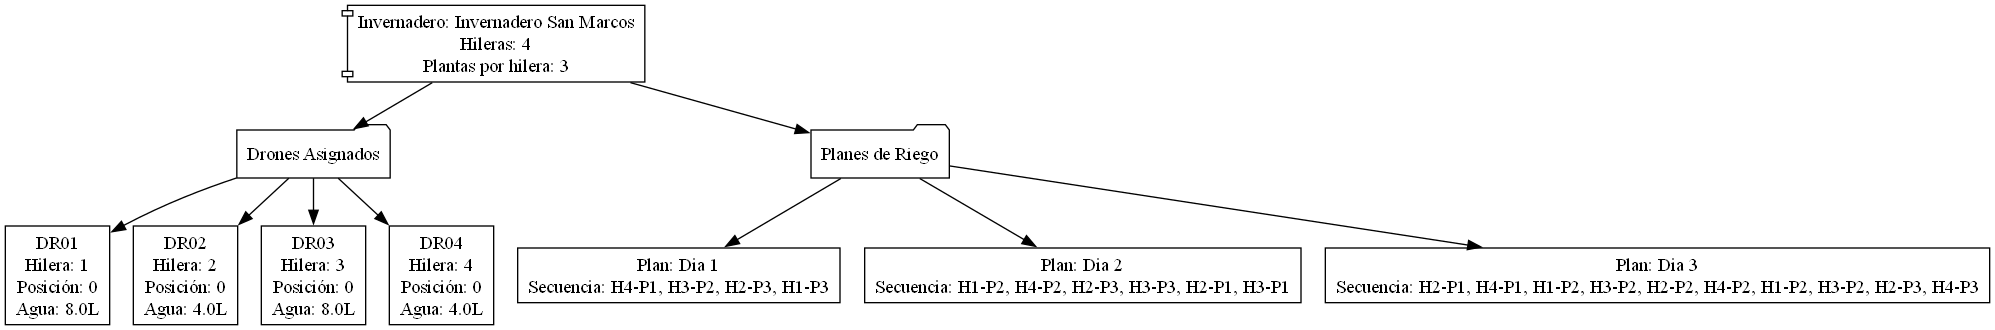 Invernadero: Invernadero San Marcos
Hileras: 4
Plantas por hilera: 3
Drones Asignados
Planes de Riego
DR01
Hilera: 1
Posición: 0
Agua: 8.0L
DR02
Hilera: 2
Posición: 0
Agua: 4.0L
DR03
Hilera: 3
Posición: 0
Agua: 8.0L
DR04
Hilera: 4
Posición: 0
Agua: 4.0L
Plan: Dia 1
Secuencia: H4-P1, H3-P2, H2-P3, H1-P3
Plan: Dia 2
Secuencia: H1-P2, H4-P2, H2-P3, H3-P3, H2-P1, H3-P1
Plan: Dia 3
Secuencia: H2-P1, H4-P1, H1-P2, H3-P2, H2-P2, H4-P2, H1-P2, H3-P2, H2-P3, H4-P3